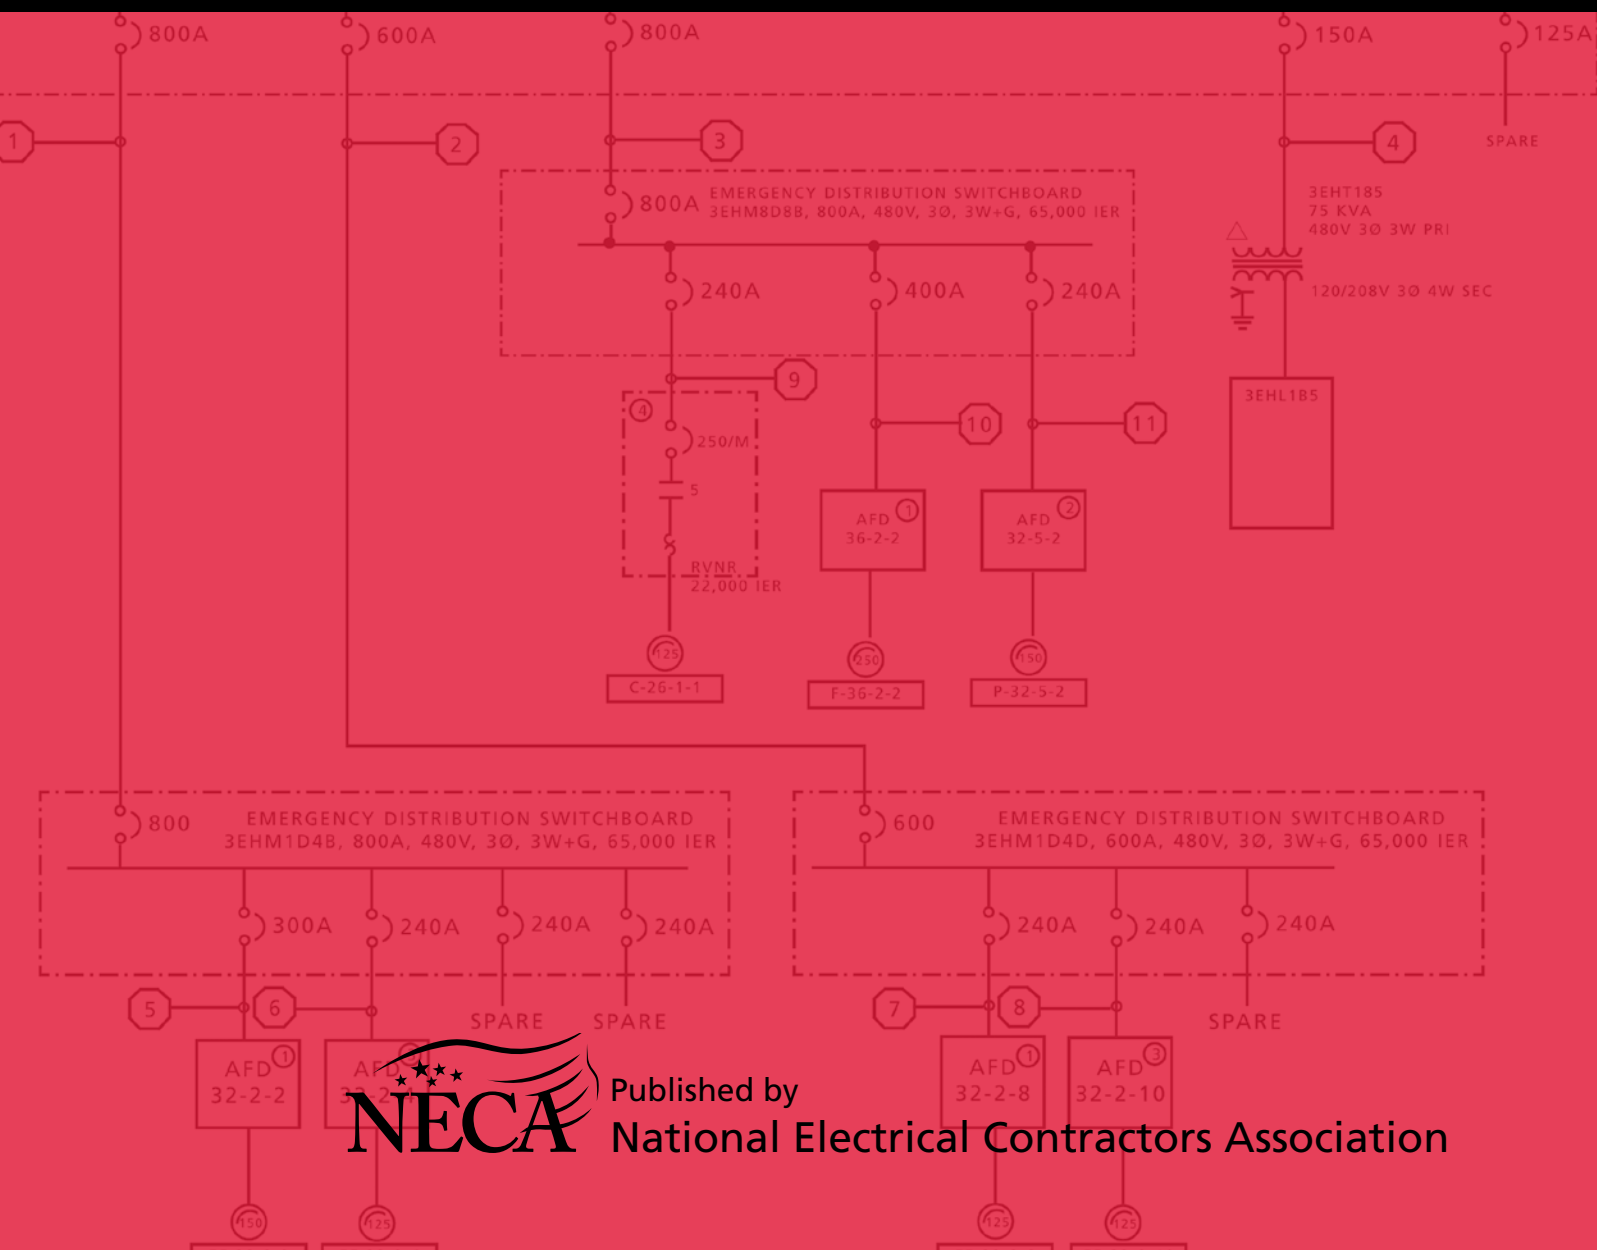 800A
600A
800A
150A
125A
1
2
3
4
SPARE
800A
EMERGENCY DISTRIBUTION SWITCHBOARD
3EHM8D8B, 800A, 480V, 3Ø, 3W+G, 65,000 IER
3EHT185
75 KVA
480V 3Ø 3W PRI
240A
400A
240A
120/208V 3Ø 4W SEC
9
4
10
11
3EHL1B5
250/M
5
AFD 1
36-2-2
AFD 2
32-5-2
RVNR
22,000 IER
125
250
150
C-26-1-1
F-36-2-2
P-32-5-2
800
EMERGENCY DISTRIBUTION SWITCHBOARD
3EHM1D4B, 800A, 480V, 3Ø, 3W+G, 65,000 IER
600
EMERGENCY DISTRIBUTION SWITCHBOARD
3EHM1D4D, 600A, 480V, 3Ø, 3W+G, 65,000 IER
300A
240A
240A
240A
240A
240A
240A
5
6
SPARE
SPARE
7
8
SPARE
AFD 1
32-2-2
AFD
AFD 1
32-2-8
AFD 3
32-2-10
NECA
Published by
National Electrical Contractors Association
150
125
125
125